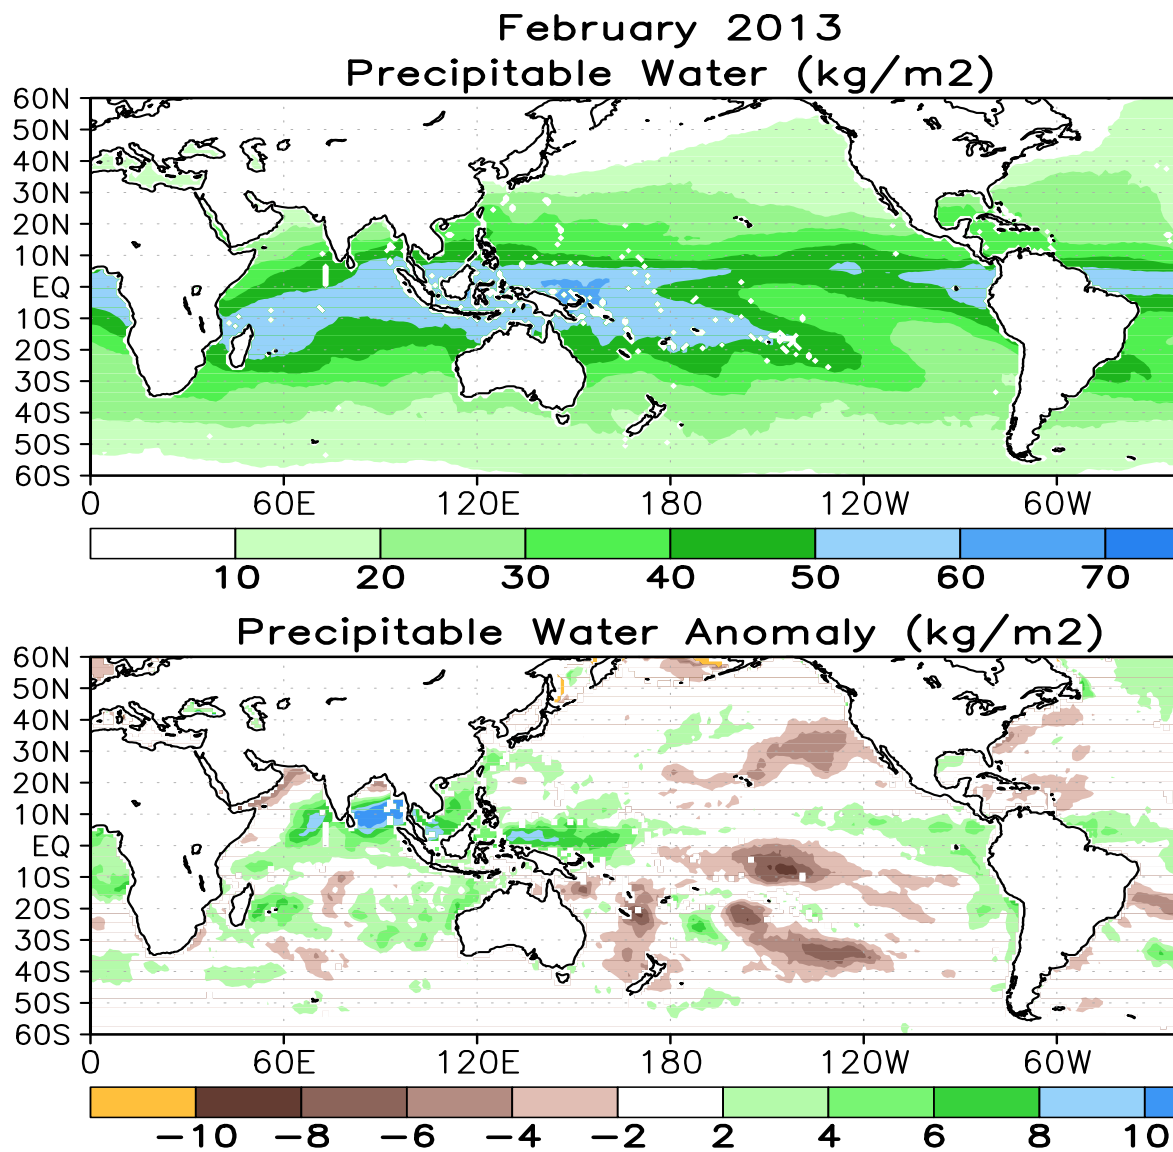 February 2013
Precipitable Water (kg/m2)
60N
50N
40N
30N
20N
10N
EQ
10S
20S
30S
40S
50S
60S
0 60E 120E 180 120W 60W
10 20 30 40 50 60 70
Precipitable Water Anomaly (kg/m2)
60N
50N
40N
30N
20N
10N
EQ
10S
20S
30S
40S
50S
60S
0 60E 120E 180 120W 60W
−10 −8 −6 −4 −2 2 4 6 8 10